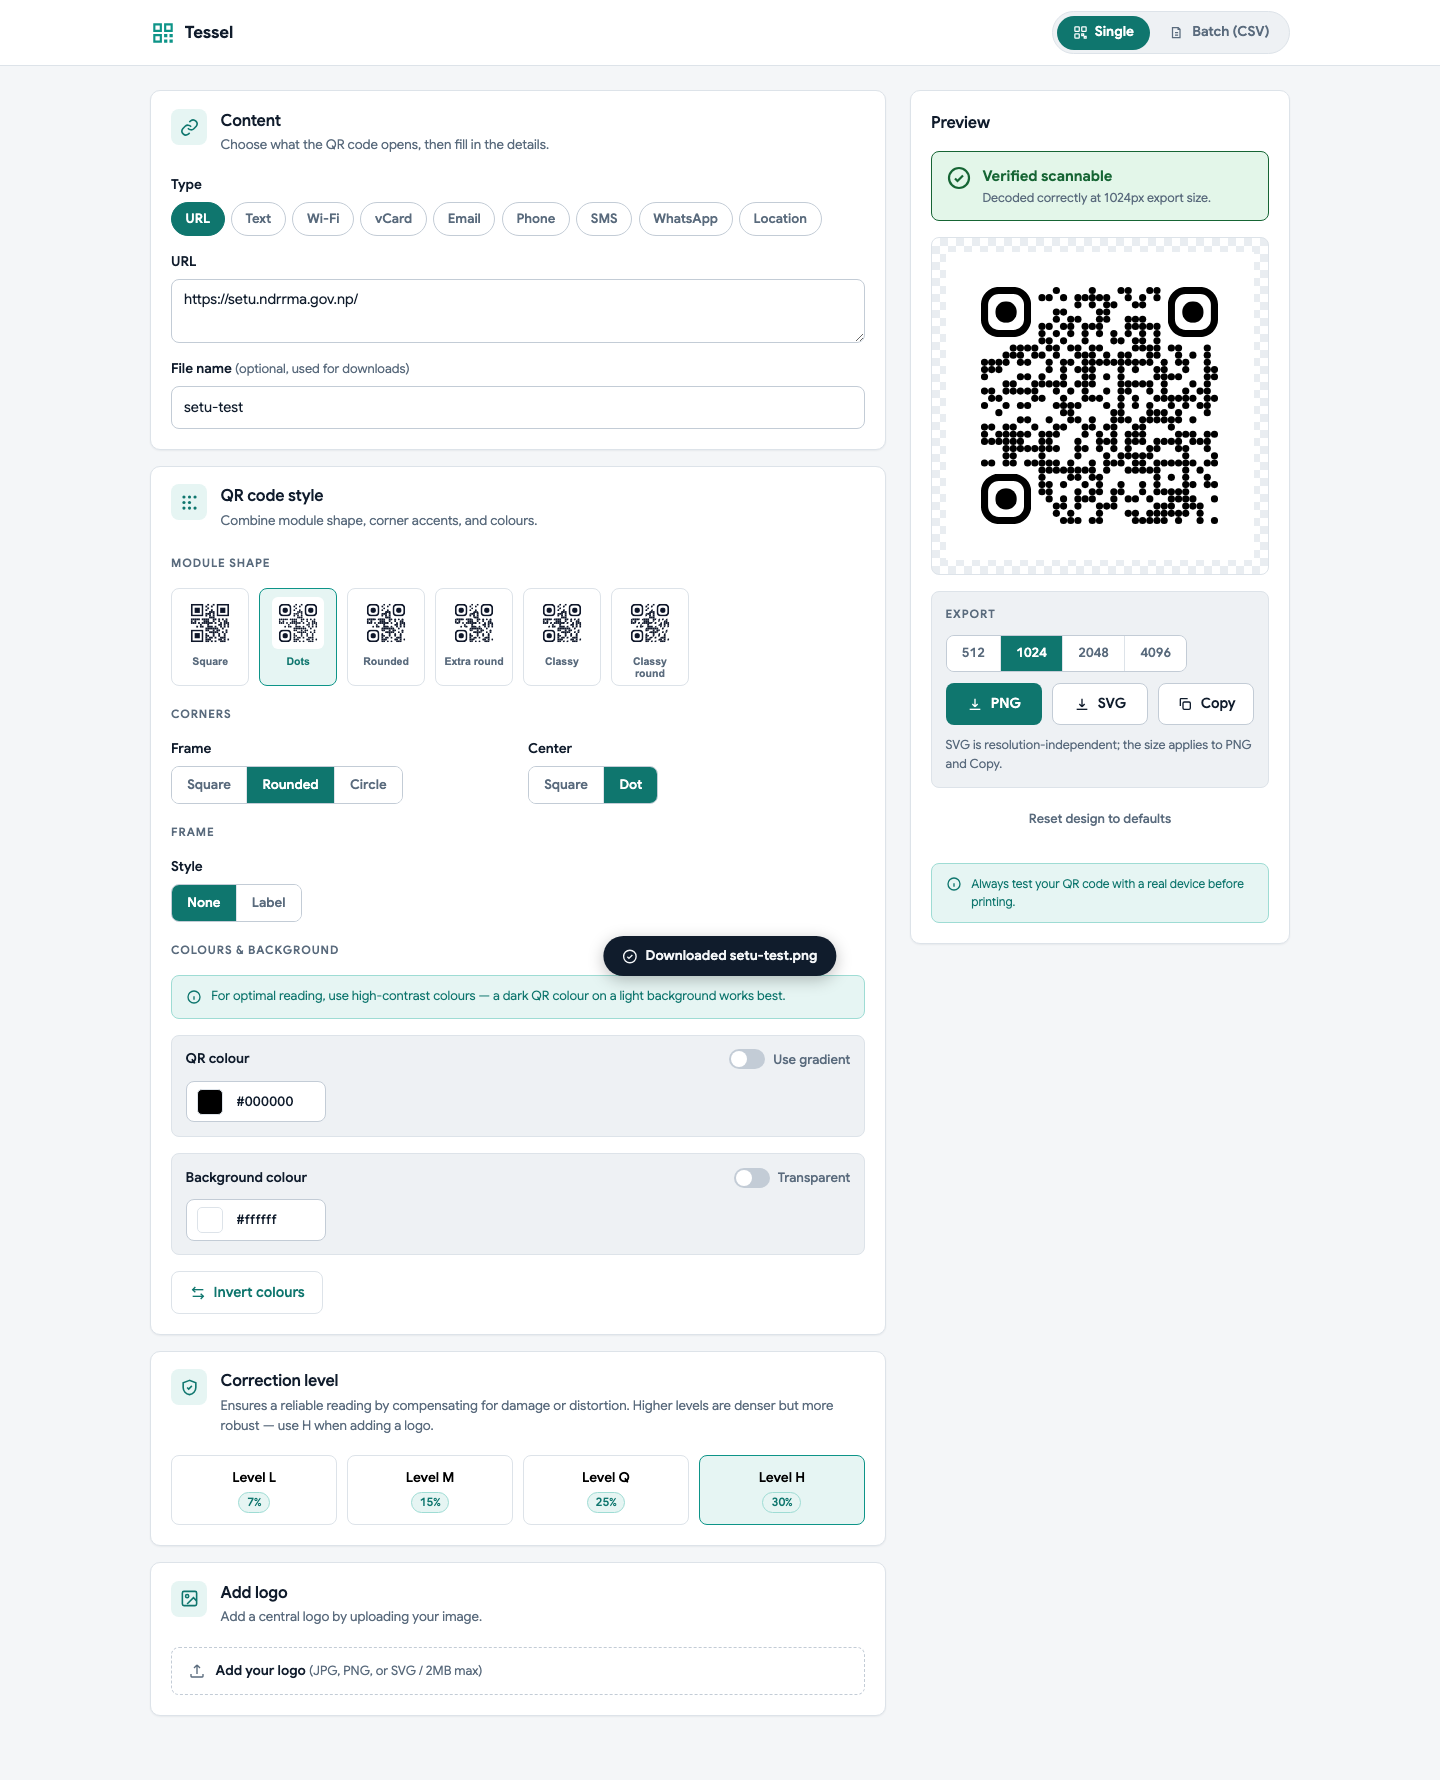 Tessel
Single
Batch (CSV)
Content
Choose what the QR code opens, then fill in the details.
Type
URL
Text
Wi-Fi
vCard
Email
Phone
SMS
WhatsApp
Location
URL
https://setu.ndrrma.gov.np/
File name (optional, used for downloads)
setu-test
QR code style
Combine module shape, corner accents, and colours.
MODULE SHAPE
Square
Dots
Rounded
Extra round
Classy
Classy
round
CORNERS
Frame
Square
Rounded
Circle
Center
Square
Dot
FRAME
Style
None
Label
COLOURS & BACKGROUND
Downloaded setu-test.png
For optimal reading, use high-contrast colours — a dark QR colour on a light background works best.
QR colour
Use gradient
#000000
Background colour
Transparent
#ffffff
Invert colours
Correction level
Ensures a reliable reading by compensating for damage or distortion. Higher levels are denser but more
robust — use H when adding a logo.
Level L
7%
Level M
15%
Level Q
25%
Level H
30%
Add logo
Add a central logo by uploading your image.
Add your logo (JPG, PNG, or SVG / 2MB max)
Preview
Verified scannable
Decoded correctly at 1024px export size.
EXPORT
512
1024
2048
4096
PNG
SVG
Copy
SVG is resolution-independent; the size applies to PNG
and Copy.
Reset design to defaults
Always test your QR code with a real device before
printing.